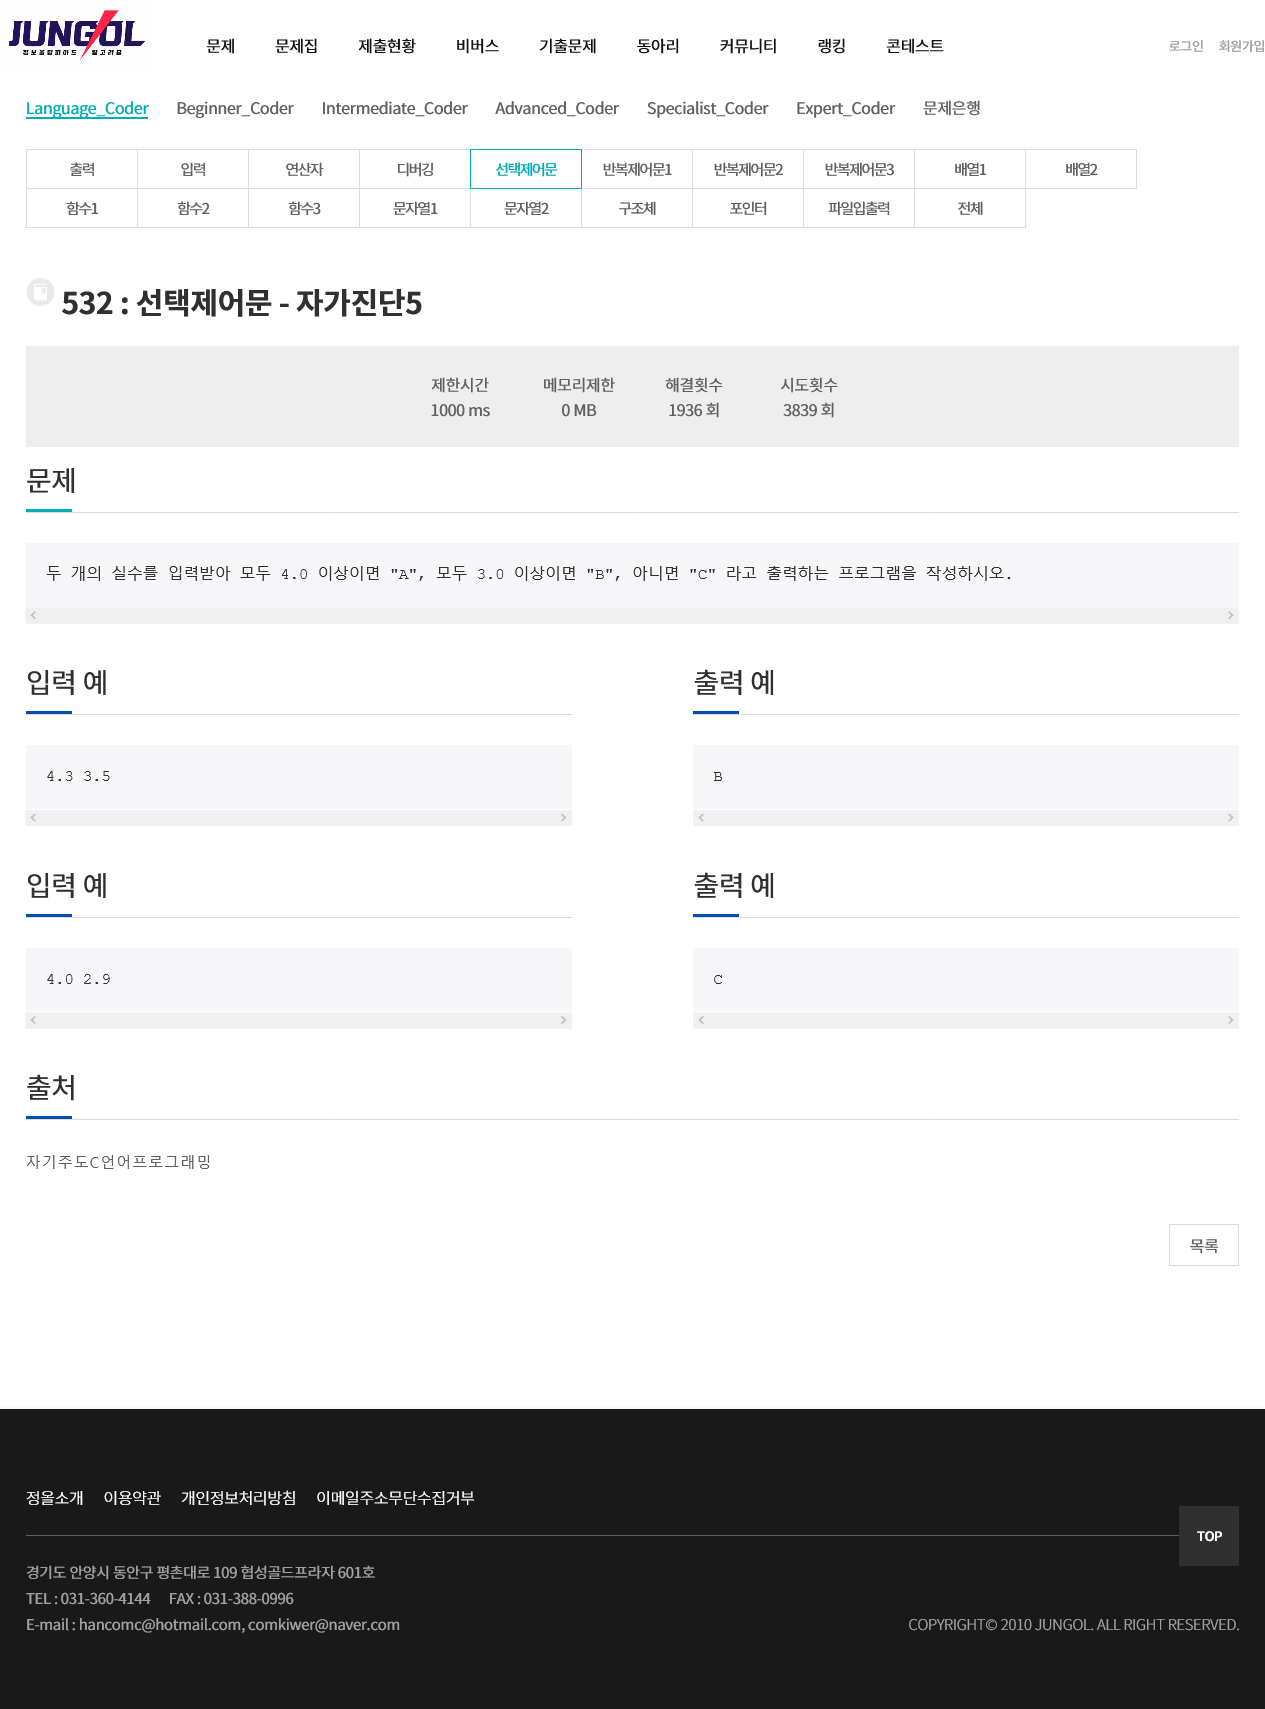 JUNGOL
정보올림피아드 알고리즘
문제 문제집 제출현황 비버스 기출문제 동아리 커뮤니티 랭킹 콘테스트 로그인 회원가입
Language_Coder Beginner_Coder Intermediate_Coder Advanced_Coder Specialist_Coder Expert_Coder 문제은행
출력 입력 연산자 디버깅 선택제어문 반복제어문1 반복제어문2 반복제어문3 배열1 배열2
함수1 함수2 함수3 문자열1 문자열2 구조체 포인터 파일입출력 전체
532 : 선택제어문 - 자가진단5
제한시간 메모리제한 해결횟수 시도횟수
1000 ms 0 MB 1936 회 3839 회
문제
두 개의 실수를 입력받아 모두 4.0 이상이면 "A", 모두 3.0 이상이면 "B", 아니면 "C" 라고 출력하는 프로그램을 작성하시오.
입력 예 출력 예
4.3 3.5 B
입력 예 출력 예
4.0 2.9 C
출처
자기주도C언어프로그래밍
목록
정올소개 이용약관 개인정보처리방침 이메일주소무단수집거부
TOP
경기도 안양시 동안구 평촌대로 109 협성골드프라자 601호
TEL : 031-360-4144 FAX : 031-388-0996
E-mail : hancomc@hotmail.com, comkiwer@naver.com COPYRIGHT© 2010 JUNGOL. ALL RIGHT RESERVED.